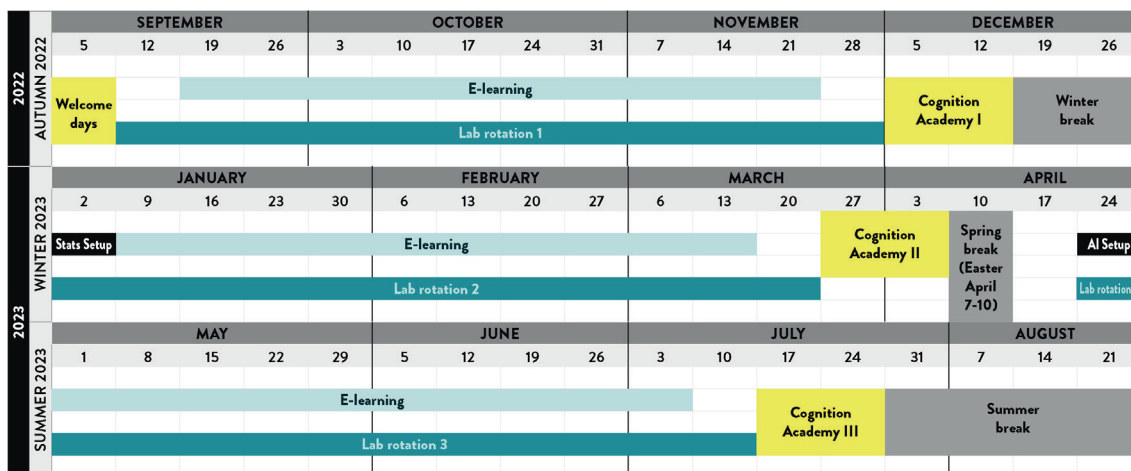 2022
AUTUMN 2022
SEPTEMBER OCTOBER NOVEMBER DECEMBER
5 12 19 26 3 10 17 24 31 7 14 21 28 5 12 19 26
Welcome
days
E-learning
Lab rotation 1
Cognition
Academy I
Winter
break
2023
WINTER 2023
JANUARY FEBRUARY MARCH APRIL
2 9 16 23 30 6 13 20 27 6 13 20 27 3 10 17 24
Stats Setup
E-learning
Lab rotation 2
Cognition
Academy II
Spring
break
(Easter
April
7-10)
AI Setup
Lab rotation
SUMMER 2023
MAY JUNE JULY AUGUST
1 8 15 22 29 5 12 19 26 3 10 17 24 31 7 14 21
E-learning
Lab rotation 3
Cognition
Academy III
Summer
break